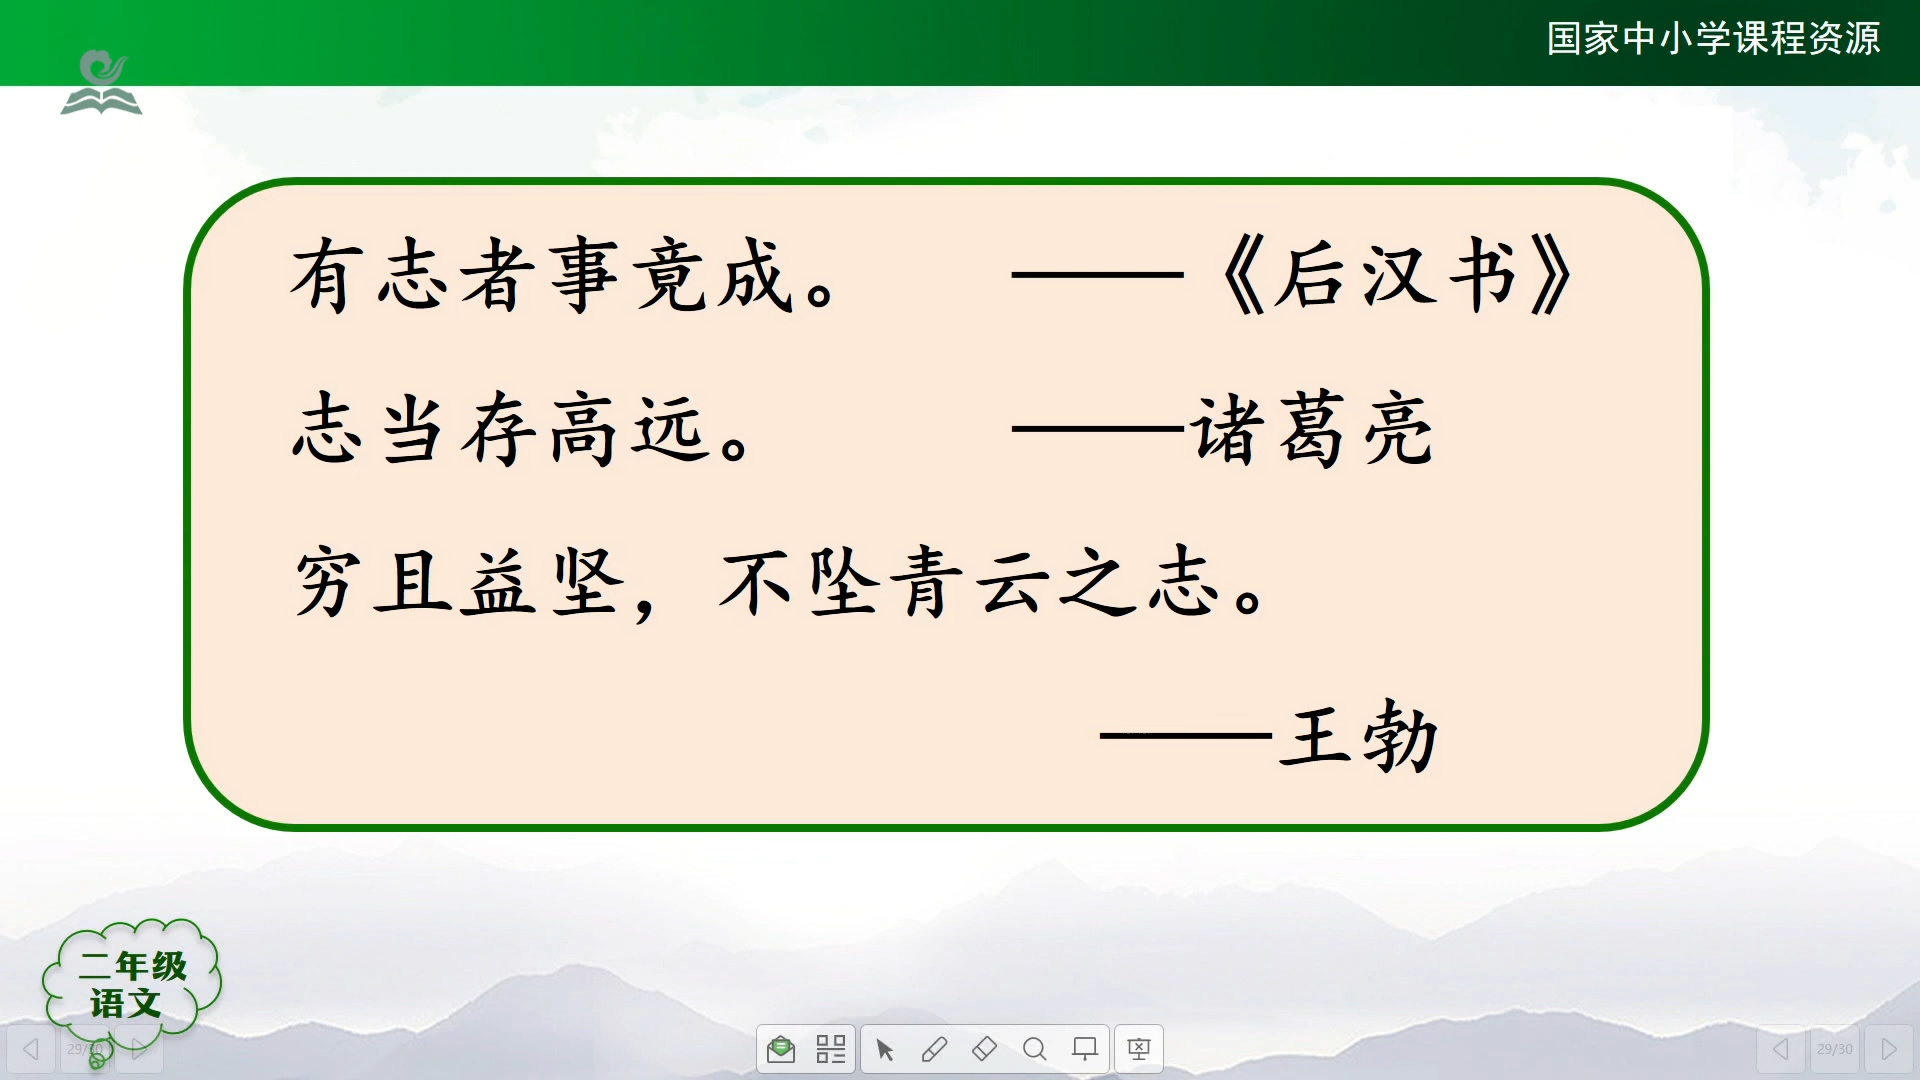 国家中小学课程资源
有志者事竟成。 ——《后汉书》
志当存高远。 ——诸葛亮
穷且益坚，不坠青云之志。
——王勃
二年级
语文
29/30
29/30